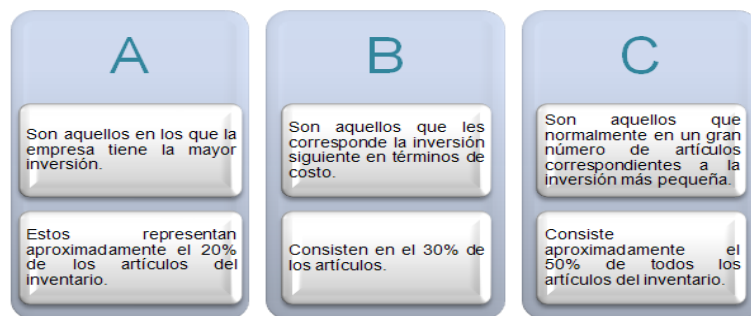 A
Son aquellos en los que la
empresa tiene la mayor
inversión.
Estos representan
aproximadamente el 20%
de los artículos del
inventario.
B
Son aquellos que les
corresponde la inversión
siguiente en términos de
costo.
Consisten en el 30% de
los artículos.
C
Son aquellos que
normalmente en un gran
número de artículos
correspondientes a la
inversión más pequeña.
Consiste
aproximadamente el
50% de todos los
artículos del inventario.